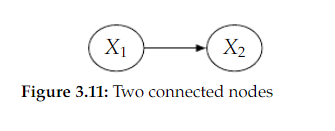 X₁ X₂
Figure 3.11: Two connected nodes